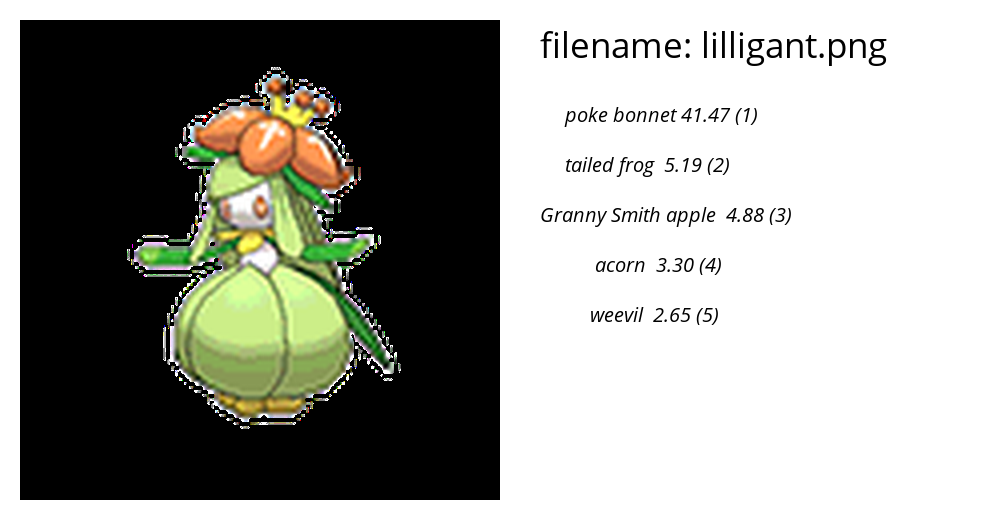 filename: lilligant.png
poke bonnet 41.47 (1)
tailed frog 5.19 (2)
Granny Smith apple 4.88 (3)
acorn 3.30 (4)
weevil 2.65 (5)